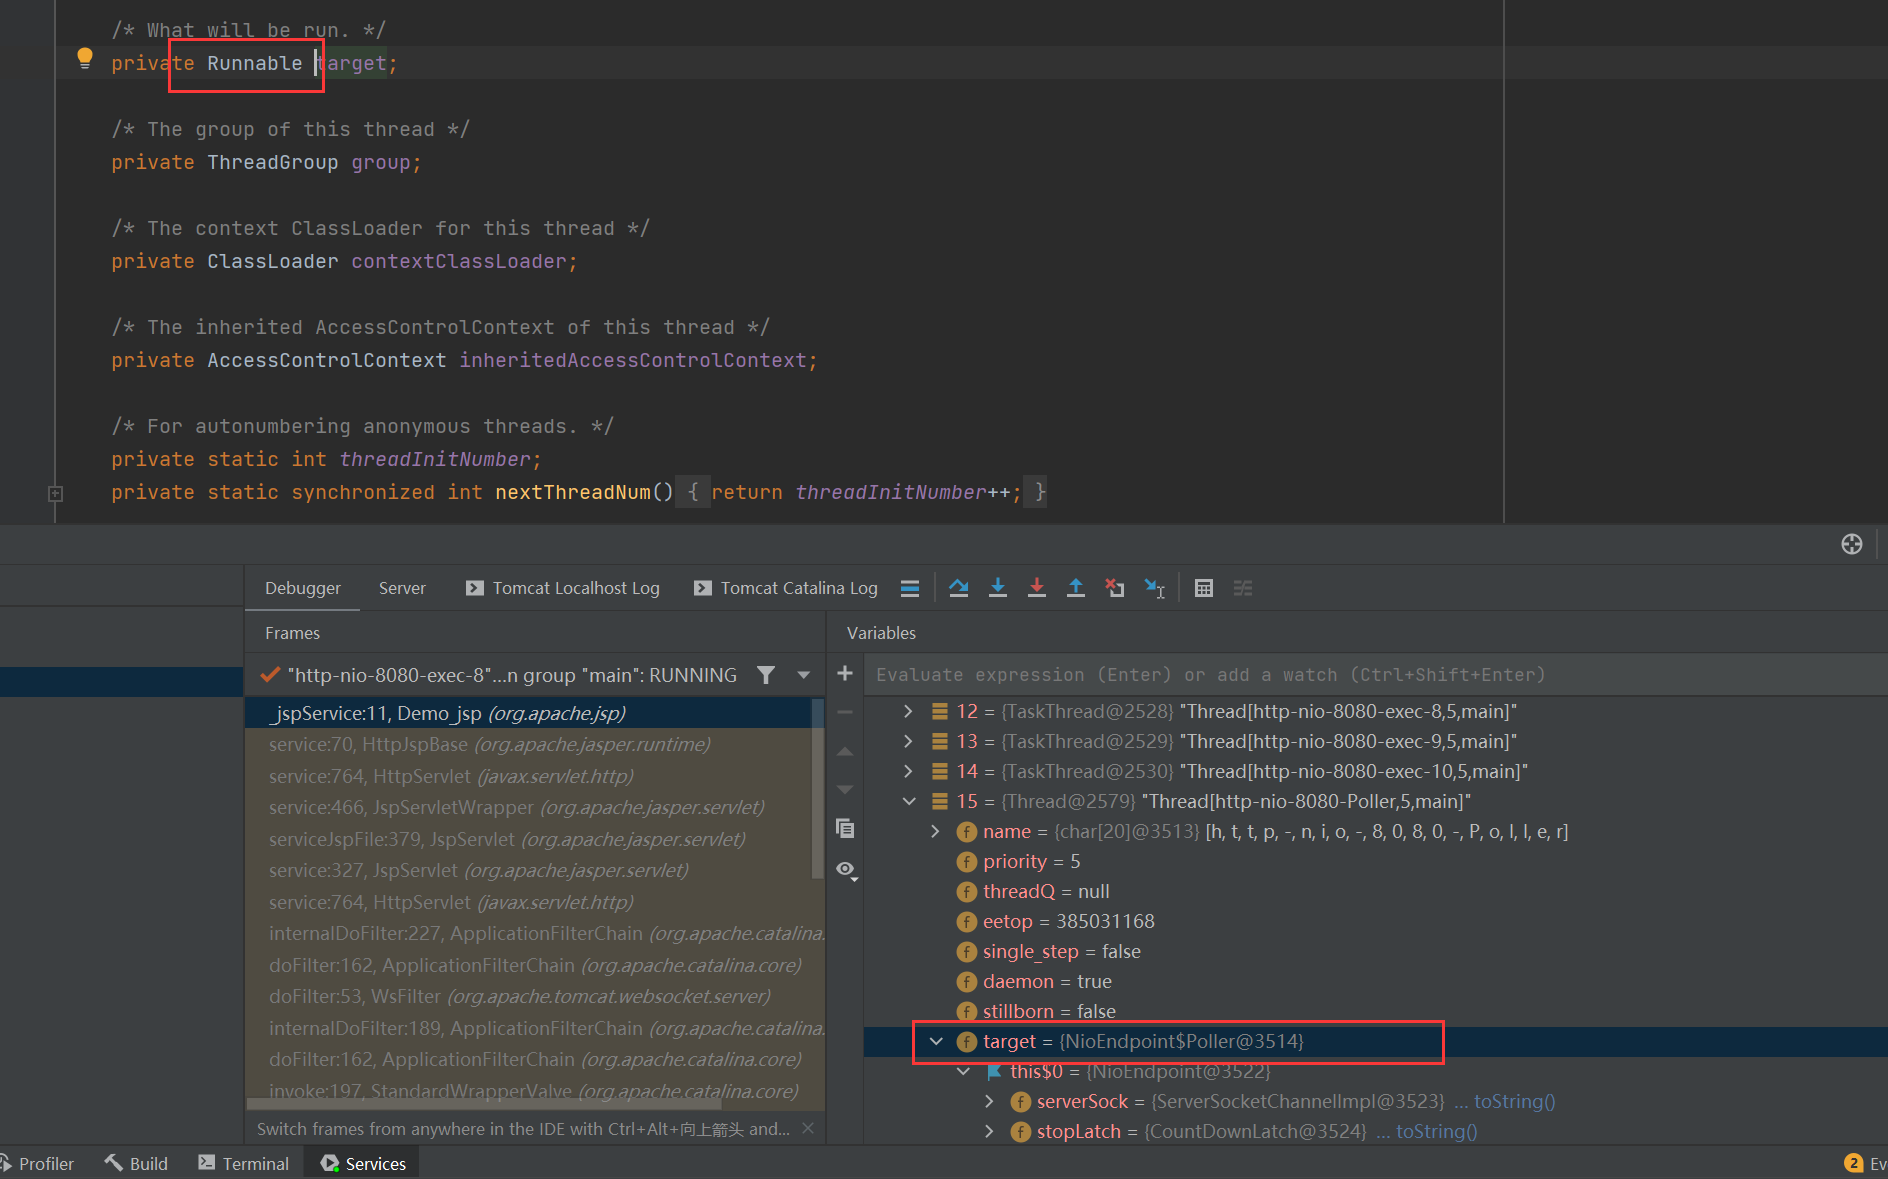 /* What will be run. */
private Runnable target;
/* The group of this thread */
private ThreadGroup group;
/* The context ClassLoader for this thread */
private ClassLoader contextClassLoader;
/* The inherited AccessControlContext of this thread */
private AccessControlContext inheritedAccessControlContext;
/* For autonumbering anonymous threads. */
private static int threadInitNumber;
private static synchronized int nextThreadNum() { return threadInitNumber++; }
Debugger Server Tomcat Localhost Log Tomcat Catalina Log
Frames
"http-nio-8080-exec-8"...n group "main": RUNNING
_jspService:11, Demo_jsp (org.apache.jsp)
service:70, HttpJspBase (org.apache.jasper.runtime)
service:764, HttpServlet (javax.servlet.http)
service:466, JspServletWrapper (org.apache.jasper.servlet)
serviceJspFile:379, JspServlet (org.apache.jasper.servlet)
service:327, JspServlet (org.apache.jasper.servlet)
service:764, HttpServlet (javax.servlet.http)
internalDoFilter:227, ApplicationFilterChain (org.apache.catalina.
doFilter:162, ApplicationFilterChain (org.apache.catalina.core)
doFilter:53, WsFilter (org.apache.tomcat.websocket.server)
internalDoFilter:189, ApplicationFilterChain (org.apache.catalina.
doFilter:162, ApplicationFilterChain (org.apache.catalina.core)
invoke:197, StandardWrapperValve (org.apache.catalina.core)
Switch frames from anywhere in the IDE with Ctrl+Alt+向上箭头 and...
Variables
Evaluate expression (Enter) or add a watch (Ctrl+Shift+Enter)
12 = {TaskThread@2528} "Thread[http-nio-8080-exec-8,5,main]"
13 = {TaskThread@2529} "Thread[http-nio-8080-exec-9,5,main]"
14 = {TaskThread@2530} "Thread[http-nio-8080-exec-10,5,main]"
15 = {Thread@2579} "Thread[http-nio-8080-Poller,5,main]"
f name = {char[20]@3513} [h, t, t, p, -, n, i, o, -, 8, 0, 8, 0, -, P, o, l, l, e, r]
f priority = 5
f threadQ = null
f eetop = 385031168
f single_step = false
f daemon = true
f stillborn = false
f target = {NioEndpoint$Poller@3514}
this$0 = {NioEndpoint@3522}
f serverSock = {ServerSocketChannelImpl@3523} ... toString()
f stopLatch = {CountDownLatch@3524} ... toString()
Profiler Build Terminal Services
2 Ev